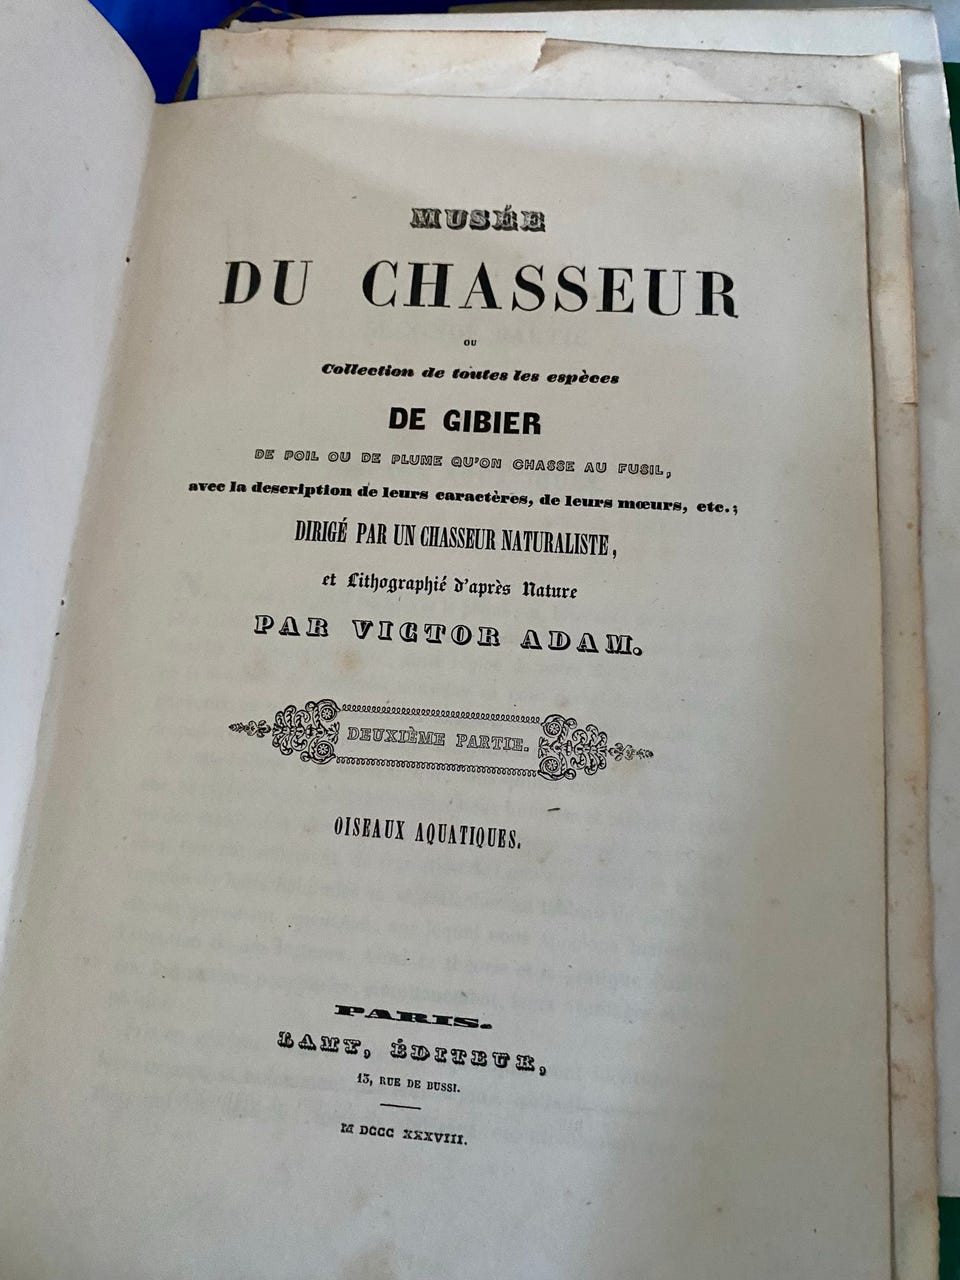 MUSÉE
DU CHASSEUR
OU
Collection de toutes les espèces
DE GIBIER
DE POIL OU DE PLUME QU'ON CHASSE AU FUSIL,
avec la description de leurs caractères, de leurs mœurs, etc.;
DIRIGÉ PAR UN CHASSEUR NATURALISTE,
et Lithographié d'après Nature
PAR VICTOR ADAM.
DEUXIÈME PARTIE.
OISEAUX AQUATIQUES.
PARIS.
LAMY, ÉDITEUR,
13, RUE DE BUSSI.
M DCCC XXXVIII.